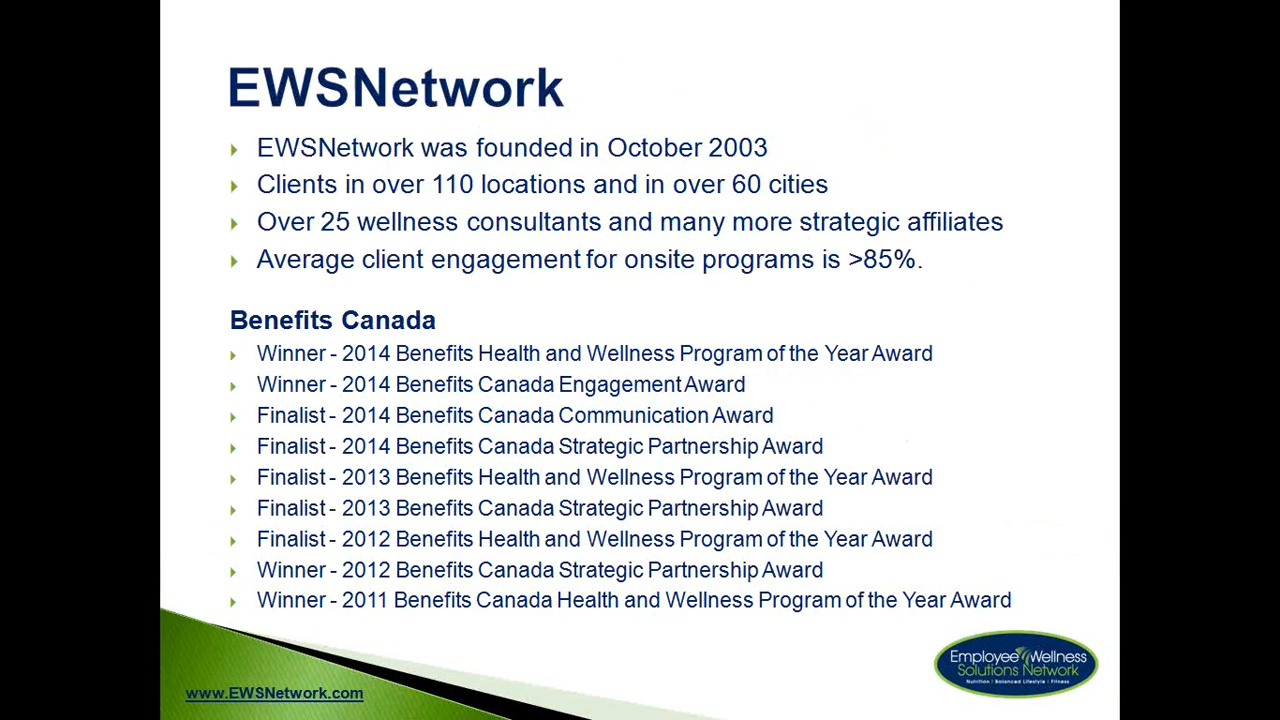 EWSNetwork
EWSNetwork was founded in October 2003
Clients in over 110 locations and in over 60 cities
Over 25 wellness consultants and many more strategic affiliates
Average client engagement for onsite programs is >85%.
Benefits Canada
Winner - 2014 Benefits Health and Wellness Program of the Year Award
Winner - 2014 Benefits Canada Engagement Award
Finalist - 2014 Benefits Canada Communication Award
Finalist - 2014 Benefits Canada Strategic Partnership Award
Finalist - 2013 Benefits Health and Wellness Program of the Year Award
Finalist - 2013 Benefits Canada Strategic Partnership Award
Finalist - 2012 Benefits Health and Wellness Program of the Year Award
Winner - 2012 Benefits Canada Strategic Partnership Award
Winner - 2011 Benefits Canada Health and Wellness Program of the Year Award
Employee Wellness
Solutions Network
Nutrition | Balanced Lifestyle | Fitness
www.EWSNetwork.com